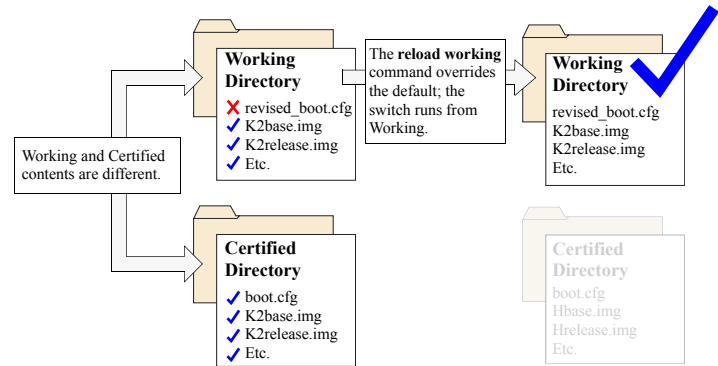 Working and Certified
contents are different.
Working
Directory
revised_boot.cfg
K2base.img
K2release.img
Etc.
The reload working
command overrides
the default; the
switch runs from
Working.
Working
Directory
revised_boot.cfg
K2base.img
K2release.img
Etc.
Certified
Directory
boot.cfg
K2base.img
K2release.img
Etc.
Certified
Directory
boot.cfg
Hbase.img
Hrelease.img
Etc.